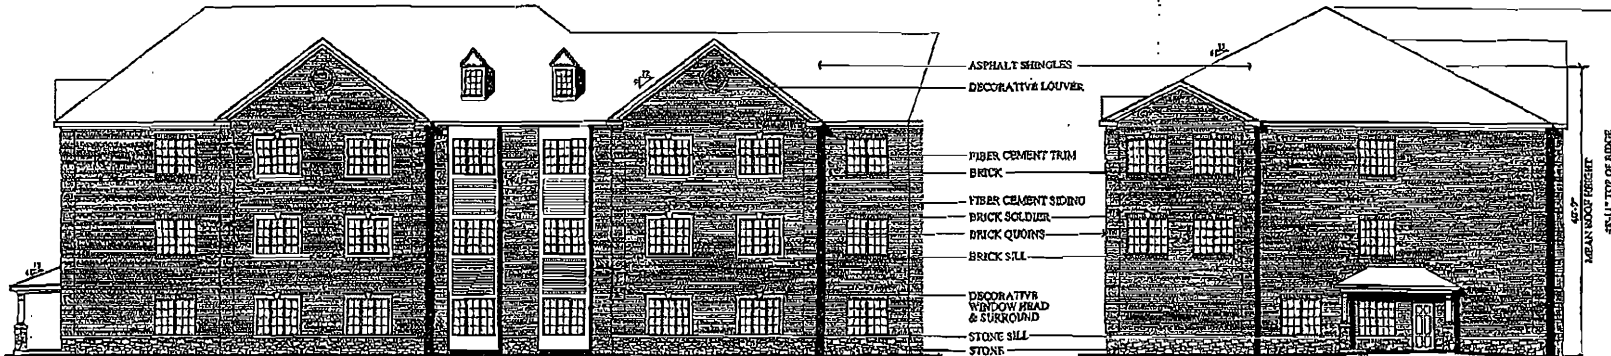 ASPHALT SHINGLES
DECORATIVE LOUVER
FIBER CEMENT TRIM
BRICK
FIBER CEMENT SIDING
BRICK SOLDIER
BRICK QUOINS
BRICK SILL
DECORATIVE
WINDOW HEAD
& SURROUND
STONE SILL
STONE
MEAN ROOF HEIGHT
TOP OF RIDGE